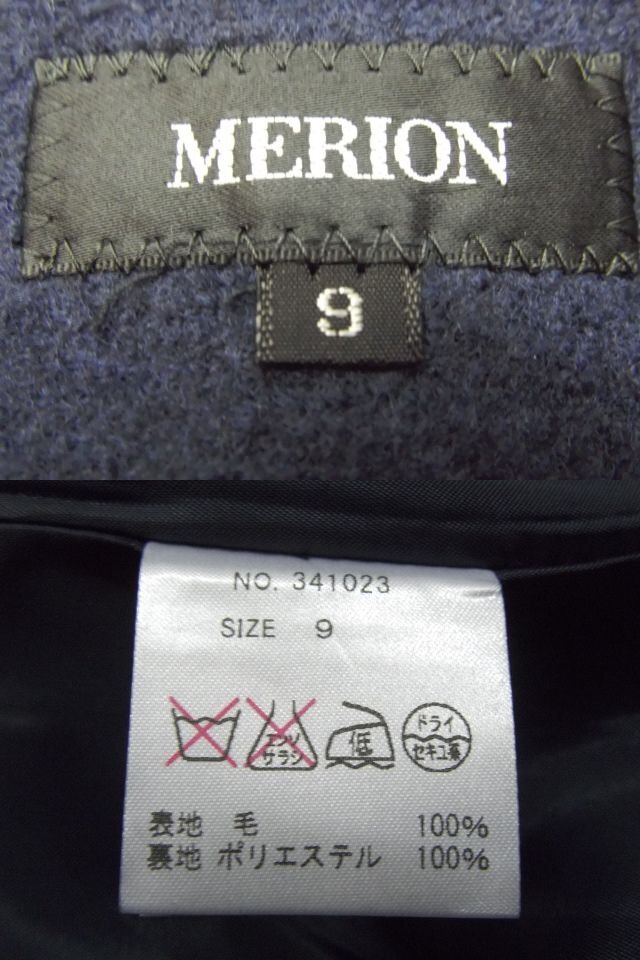 MERION
9
NO. 341023
SIZE 9
エンソ
サラシ
低
ドライ
セキユ系
表地 毛 100%
裏地 ポリエステル 100%